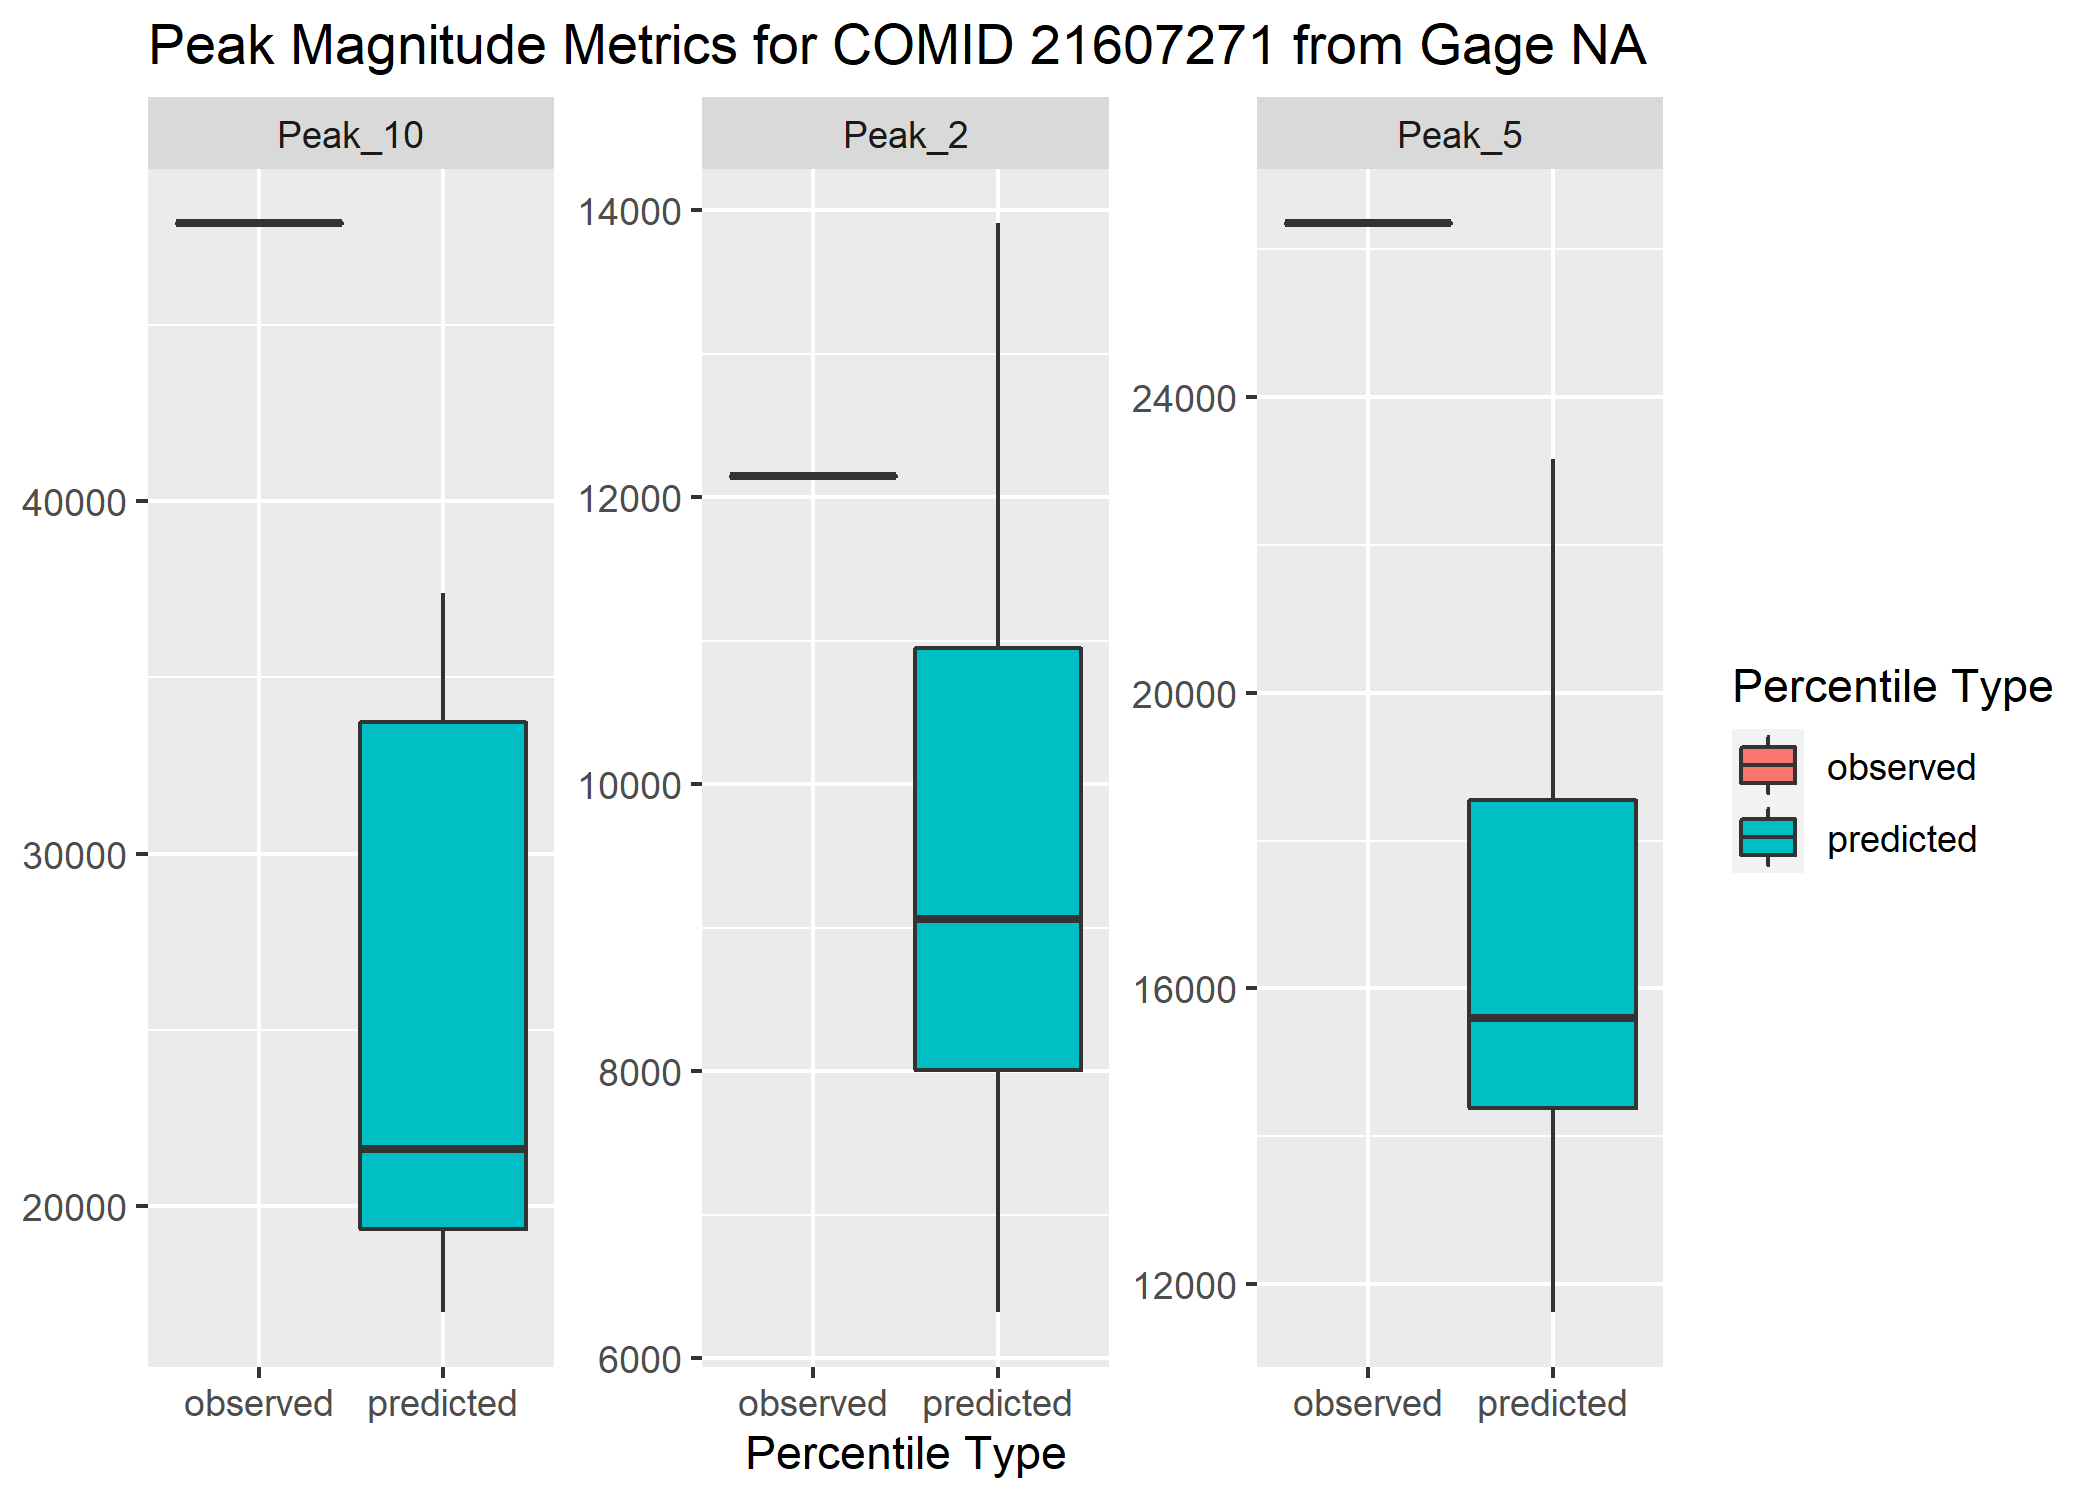 Peak Magnitude Metrics for COMID 21607271 from Gage NA
Peak_10
40000
30000
20000
observed predicted
Peak_2
14000
12000
10000
8000
6000
observed predicted
Peak_5
24000
20000
16000
12000
observed predicted
Percentile Type
Percentile Type
observed
predicted